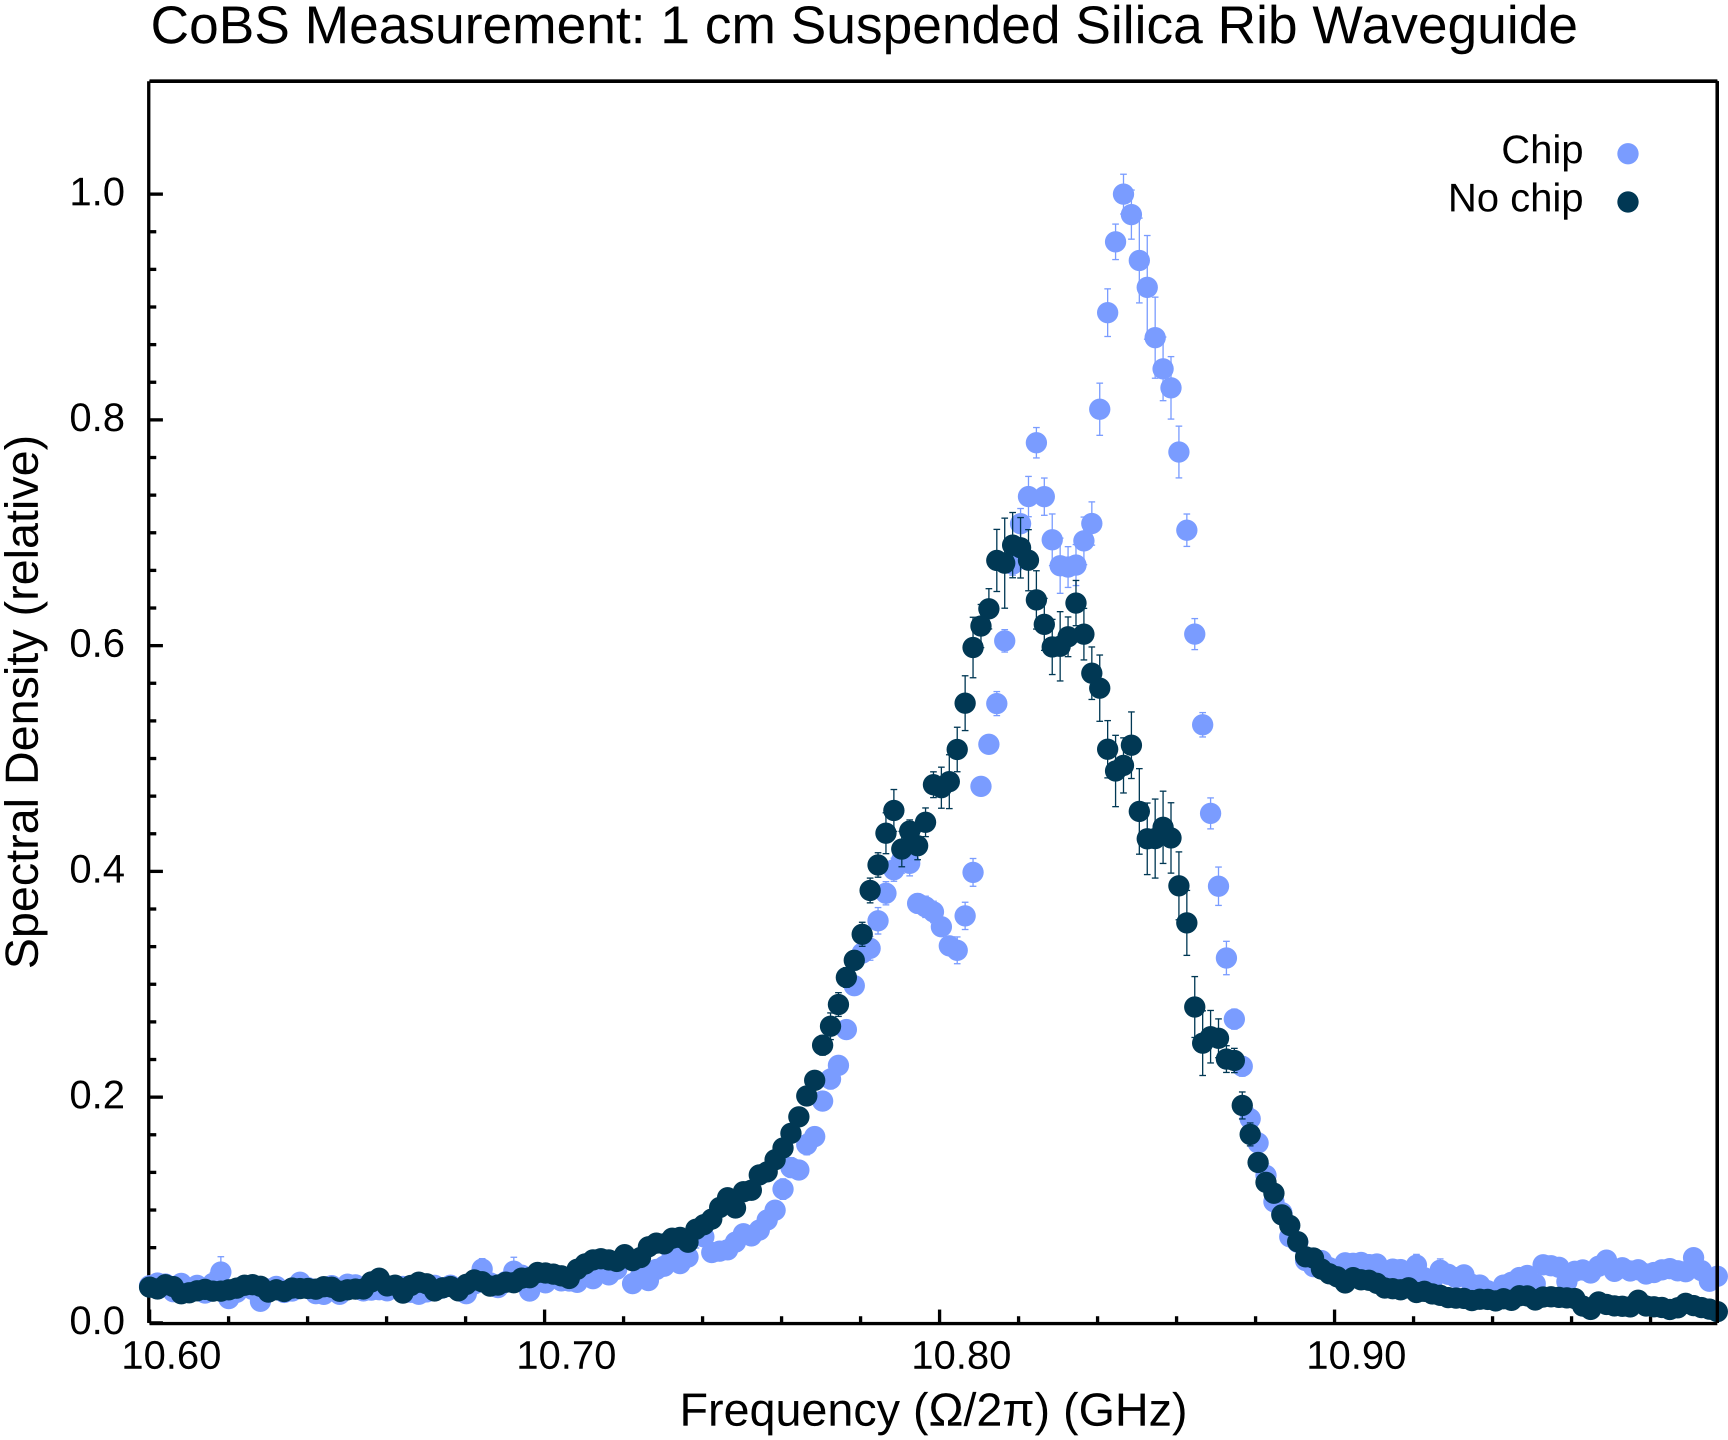 CoBS Measurement: 1 cm Suspended Silica Rib Waveguide
Chip
No chip
1.0
0.8
0.6
0.4
0.2
0.0
Spectral Density (relative)
10.60 10.70 10.80 10.90
Frequency (Ω/2π) (GHz)